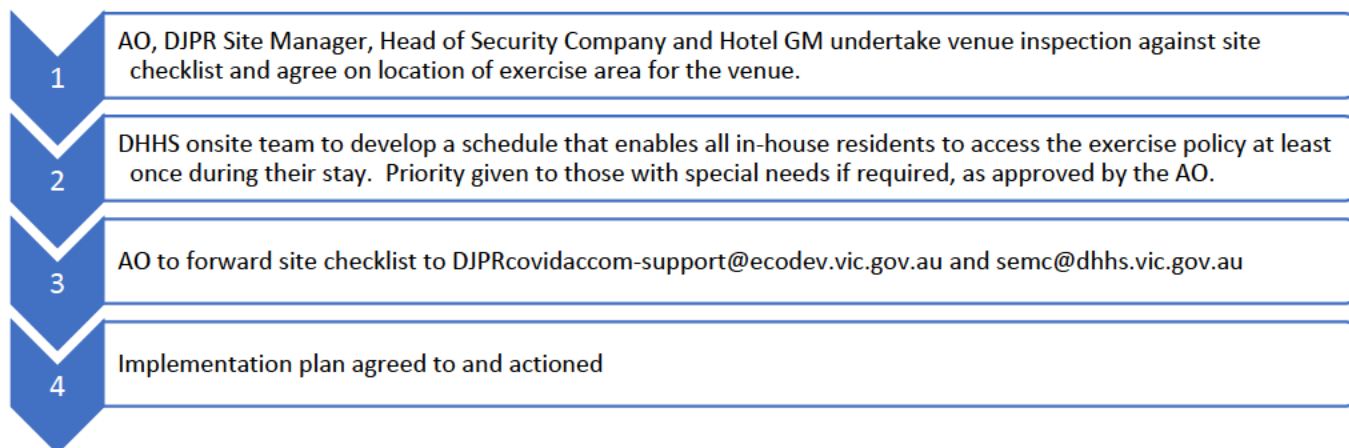 1
AO, DJPR Site Manager, Head of Security Company and Hotel GM undertake venue inspection against site
checklist and agree on location of exercise area for the venue.
2
DHHS onsite team to develop a schedule that enables all in-house residents to access the exercise policy at least
once during their stay.  Priority given to those with special needs if required, as approved by the AO.
3
AO to forward site checklist to DJPRcovidaccom-support@ecodev.vic.gov.au and semc@dhhs.vic.gov.au
4
Implementation plan agreed to and actioned